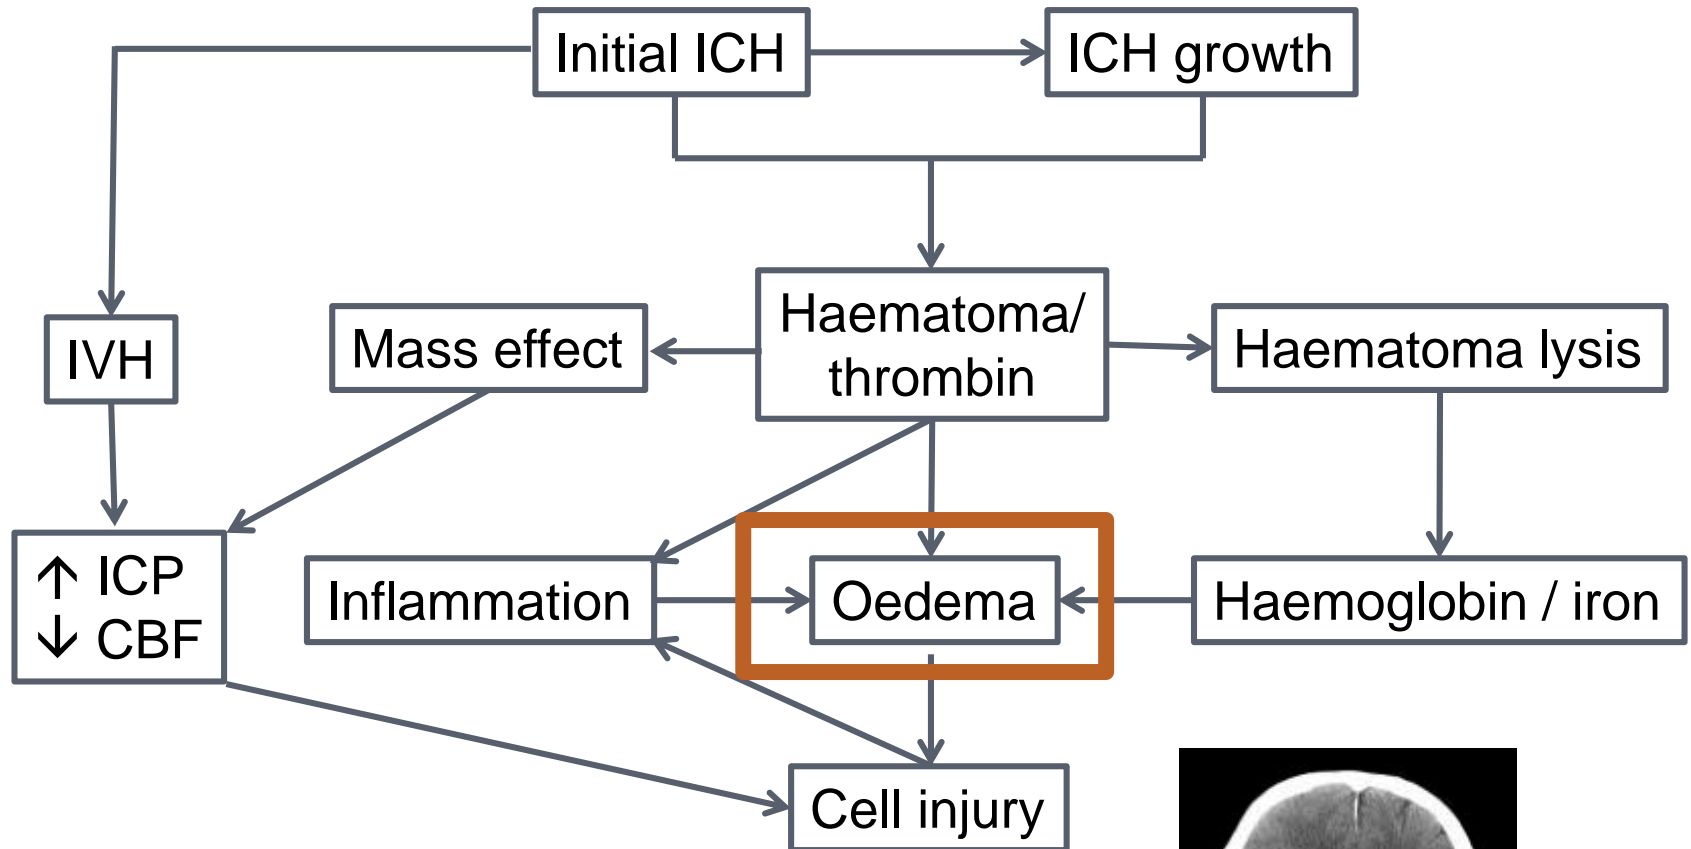 Initial ICH
ICH growth
IVH
Mass effect
Haematoma/
thrombin
Haematoma lysis
↑ ICP
↓ CBF
Inflammation
Oedema
Haemoglobin / iron
Cell injury